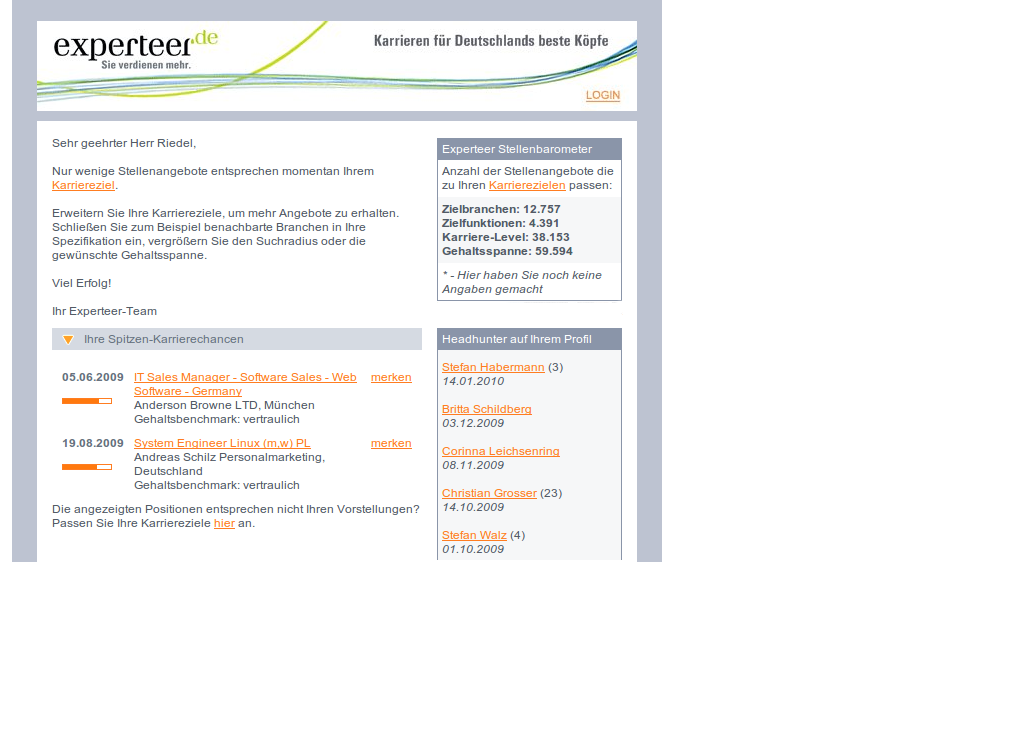 experteer.de
Sie verdienen mehr.
Karrieren für Deutschlands beste Köpfe
LOGIN
Sehr geehrter Herr Riedel,
Nur wenige Stellenangebote entsprechen momentan Ihrem
Karriereziel.
Erweitern Sie Ihre Karriereziele, um mehr Angebote zu erhalten.
Schließen Sie zum Beispiel benachbarte Branchen in Ihre
Spezifikation ein, vergrößern Sie den Suchradius oder die
gewünschte Gehaltsspanne.
Viel Erfolg!
Ihr Experteer-Team
Ihre Spitzen-Karrierechancen
05.06.2009 IT Sales Manager - Software Sales - Web merken
Software - Germany
Anderson Browne LTD, München
Gehaltsbenchmark: vertraulich
19.08.2009 System Engineer Linux (m,w) PL merken
Andreas Schilz Personalmarketing,
Deutschland
Gehaltsbenchmark: vertraulich
Die angezeigten Positionen entsprechen nicht Ihren Vorstellungen?
Passen Sie Ihre Karriereziele hier an.
Experteer Stellenbarometer
Anzahl der Stellenangebote die
zu Ihren Karrierezielen passen:
Zielbranchen: 12.757
Zielfunktionen: 4.391
Karriere-Level: 38.153
Gehaltsspanne: 59.594
* - Hier haben Sie noch keine
Angaben gemacht
Headhunter auf Ihrem Profil
Stefan Habermann (3)
14.01.2010
Britta Schildberg
03.12.2009
Corinna Leichsenring
08.11.2009
Christian Grosser (23)
14.10.2009
Stefan Walz (4)
01.10.2009